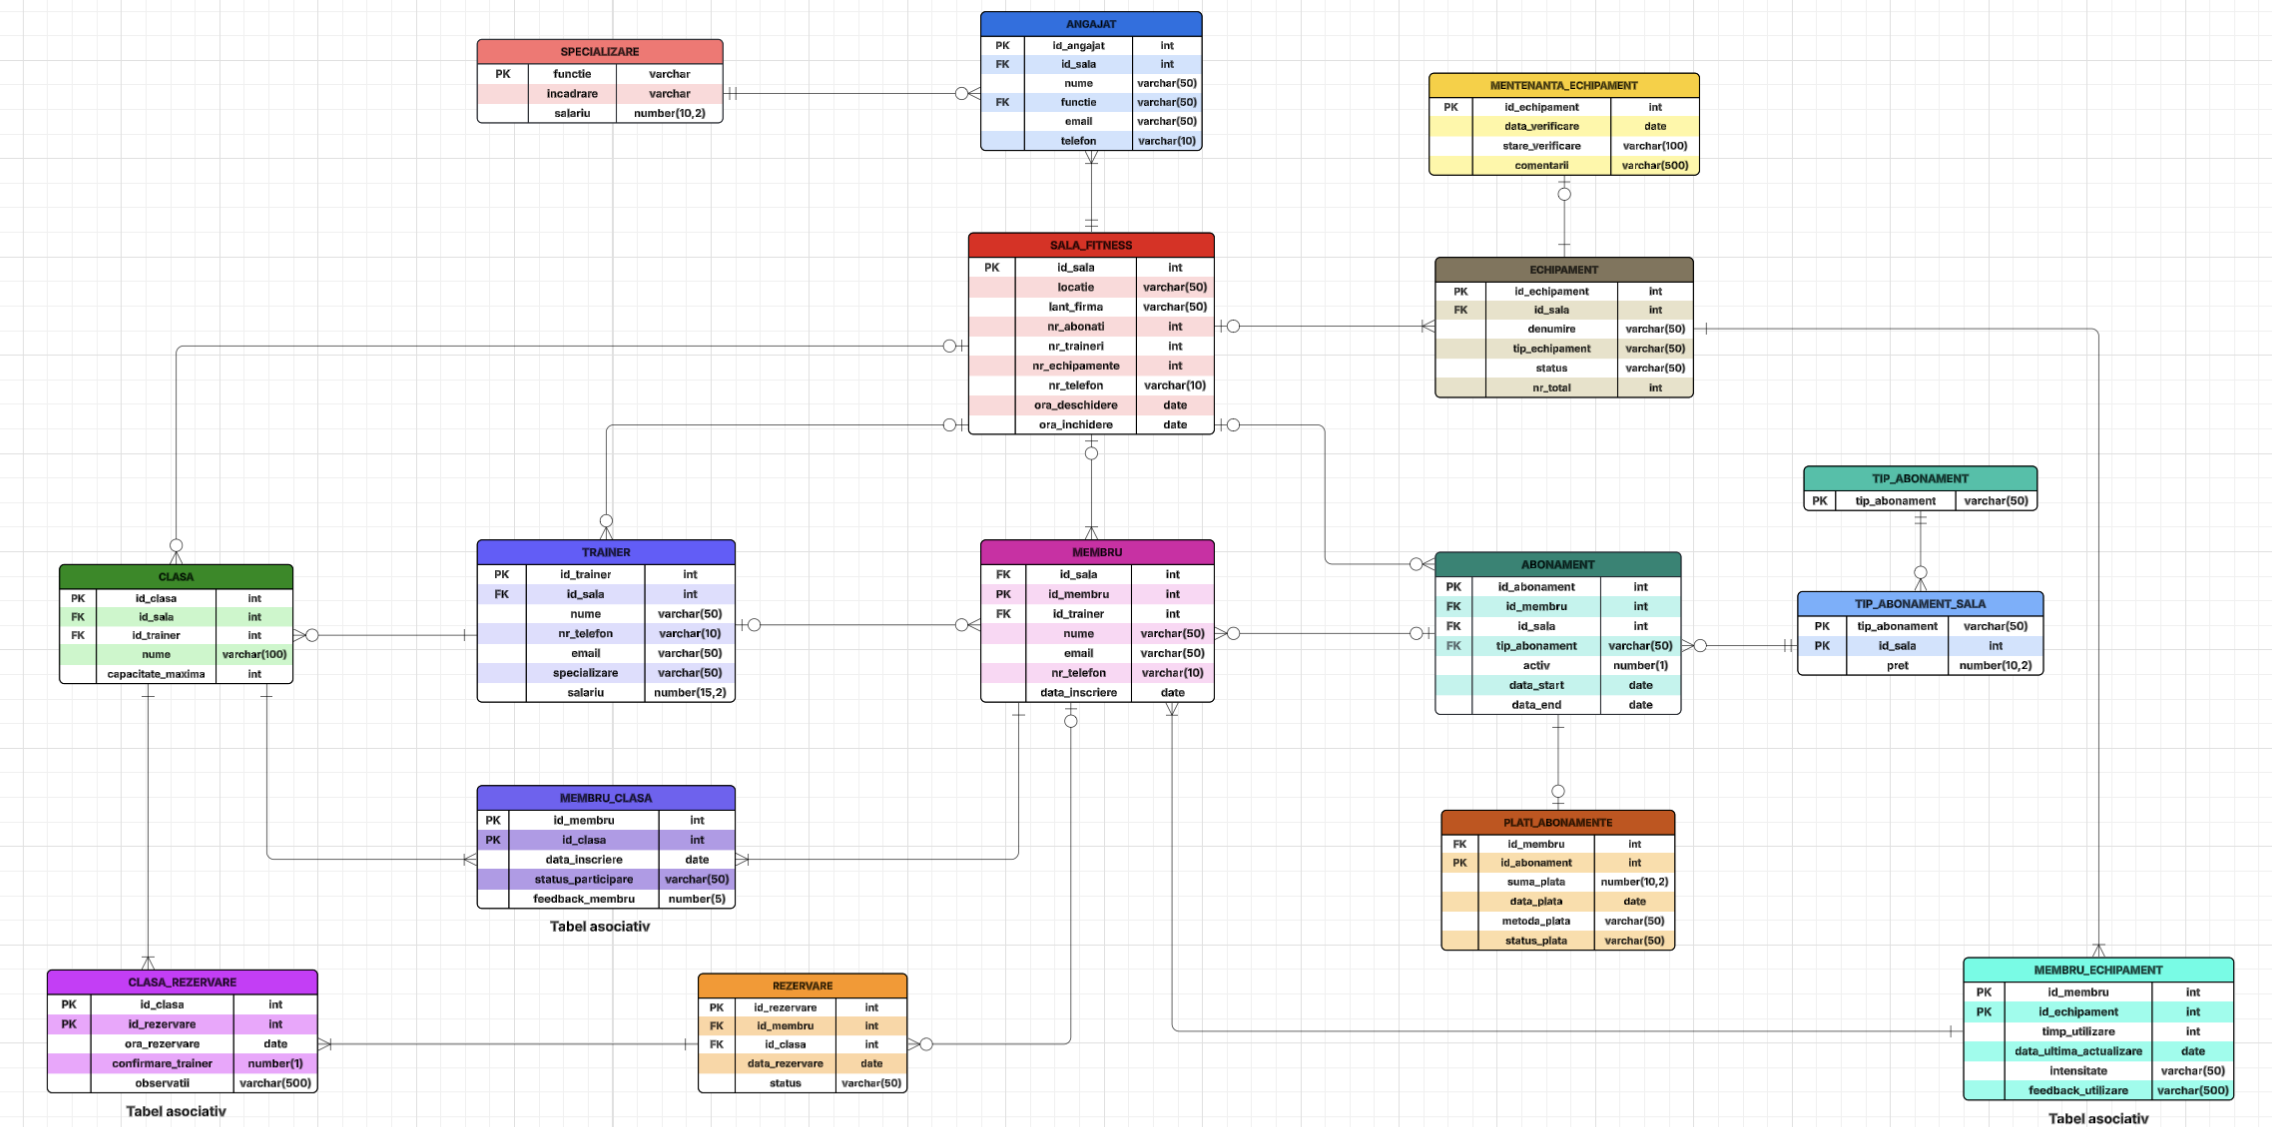 ANGAJAT
PK id_angajat int
FK id_sala int
nume varchar(50)
FK functie varchar(50)
email varchar(50)
telefon varchar(10)
SPECIALIZARE
PK functie varchar
incadrare varchar
salariu number(10,2)
MENTENANTA_ECHIPAMENT
PK id_echipament int
data_verificare date
stare_verificare varchar(100)
comentarii varchar(500)
SALA_FITNESS
PK id_sala int
locatie varchar(50)
lant_firma varchar(50)
nr_abonati int
nr_traineri int
nr_echipamente int
nr_telefon varchar(10)
ora_deschidere date
ora_inchidere date
ECHIPAMENT
PK id_echipament int
FK id_sala int
denumire varchar(50)
tip_echipament varchar(50)
status varchar(50)
nr_total int
TIP_ABONAMENT
PK tip_abonament varchar(50)
CLASA
PK id_clasa int
FK id_sala int
FK id_trainer int
nume varchar(100)
capacitate_maxima int
TRAINER
PK id_trainer int
FK id_sala int
nume varchar(50)
nr_telefon varchar(10)
email varchar(50)
specializare varchar(50)
salariu number(15,2)
MEMBRU
FK id_sala int
PK id_membru int
FK id_trainer int
nume varchar(50)
email varchar(50)
nr_telefon varchar(10)
data_inscriere date
ABONAMENT
PK id_abonament int
FK id_membru int
FK id_sala int
FK tip_abonament varchar(50)
activ number(1)
data_start date
data_end date
TIP_ABONAMENT_SALA
PK tip_abonament varchar(50)
PK id_sala int
pret number(10,2)
MEMBRU_CLASA
PK id_membru int
PK id_clasa int
data_inscriere date
status_participare varchar(50)
feedback_membru number(5)
Tabel asociativ
PLATI_ABONAMENTE
FK id_membru int
PK id_abonament int
suma_plata number(10,2)
data_plata date
metoda_plata varchar(50)
status_plata varchar(50)
CLASA_REZERVARE
PK id_clasa int
PK id_rezervare int
ora_rezervare date
confirmare_trainer number(1)
observatii varchar(500)
Tabel asociativ
REZERVARE
PK id_rezervare int
FK id_membru int
FK id_clasa int
data_rezervare date
status varchar(50)
MEMBRU_ECHIPAMENT
PK id_membru int
PK id_echipament int
timp_utilizare int
data_ultima_actualizare date
intensitate varchar(50)
feedback_utilizare varchar(500)
Tabel asociativ